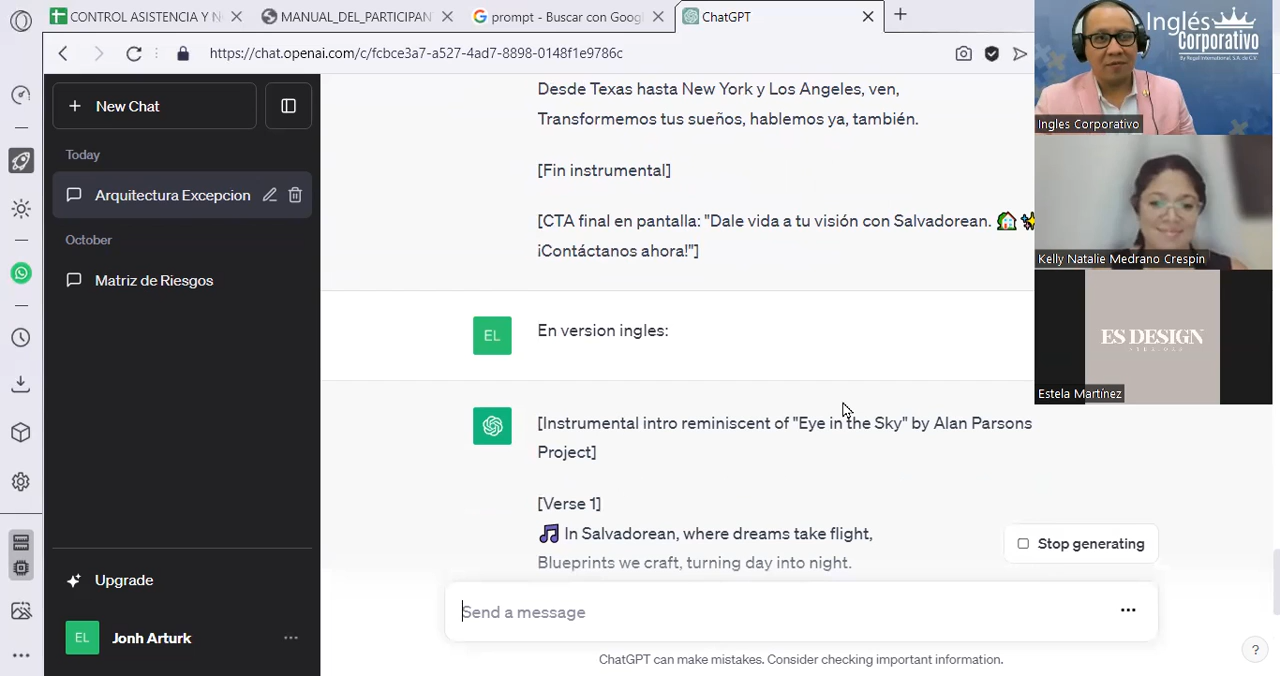 CONTROL ASISTENCIA Y N
MANUAL_DEL_PARTICIPAN
prompt - Buscar con Goog
ChatGPT
https://chat.openai.com/c/fcbce3a7-a527-4ad7-8898-0148f1e9786c
New Chat
Today
Arquitectura Excepcion
October
Matriz de Riesgos
Upgrade
EL
Jonh Arturk
Desde Texas hasta New York y Los Angeles, ven,
Transformemos tus sueños, hablemos ya, también.
[Fin instrumental]
[CTA final en pantalla: "Dale vida a tu visión con Salvadorean. 🏠✨
¡Contáctanos ahora!"]
EL
En version ingles:
[Instrumental intro reminiscent of "Eye in the Sky" by Alan Parsons
Project]
[Verse 1]
🎵 In Salvadorean, where dreams take flight,
Blueprints we craft, turning day into night.
Stop generating
Send a message
ChatGPT can make mistakes. Consider checking important information.
?
Inglés
Corporativo
By Regal International, S.A. de C.V.
Ingles Corporativo
Kelly Natalie Medrano Crespin
ES DESIGN
Estela Martínez